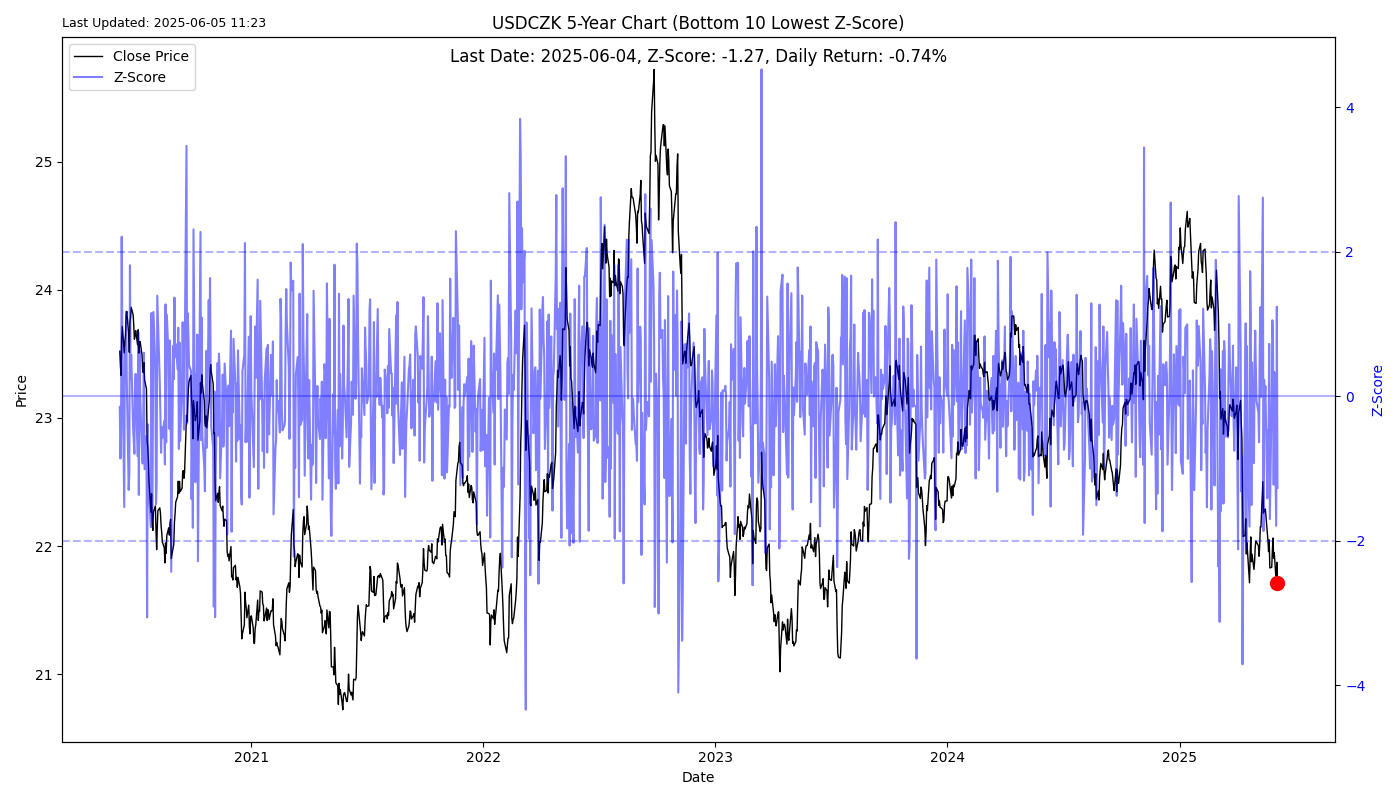 Last Updated: 2025-06-05 11:23
USDCZK 5-Year Chart (Bottom 10 Lowest Z-Score)
Last Date: 2025-06-04, Z-Score: -1.27, Daily Return: -0.74%
Close Price
Z-Score
25
24
23
22
21
Price
4
2
0
−2
−4
Z-Score
2021
2022
2023
2024
2025
Date